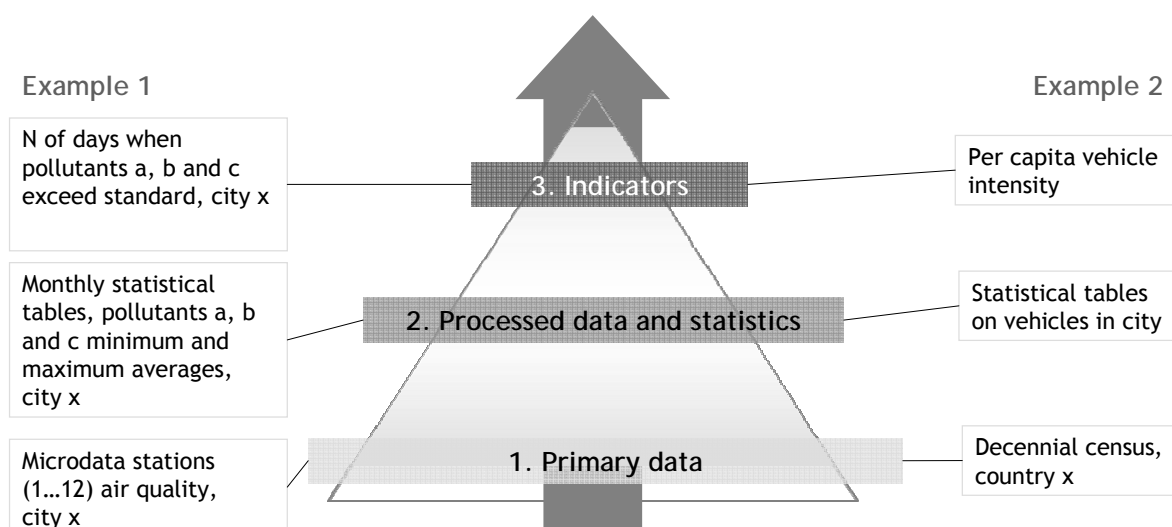 Example 1
Example 2
N of days when
pollutants a, b and c
exceed standard, city x
3. Indicators
Per capita vehicle
intensity
Monthly statistical
tables, pollutants a, b
and c minimum and
maximum averages,
city x
2. Processed data and statistics
Statistical tables
on vehicles in city
Microdata stations
(1…12) air quality,
city x
1. Primary data
Decennial census,
country x